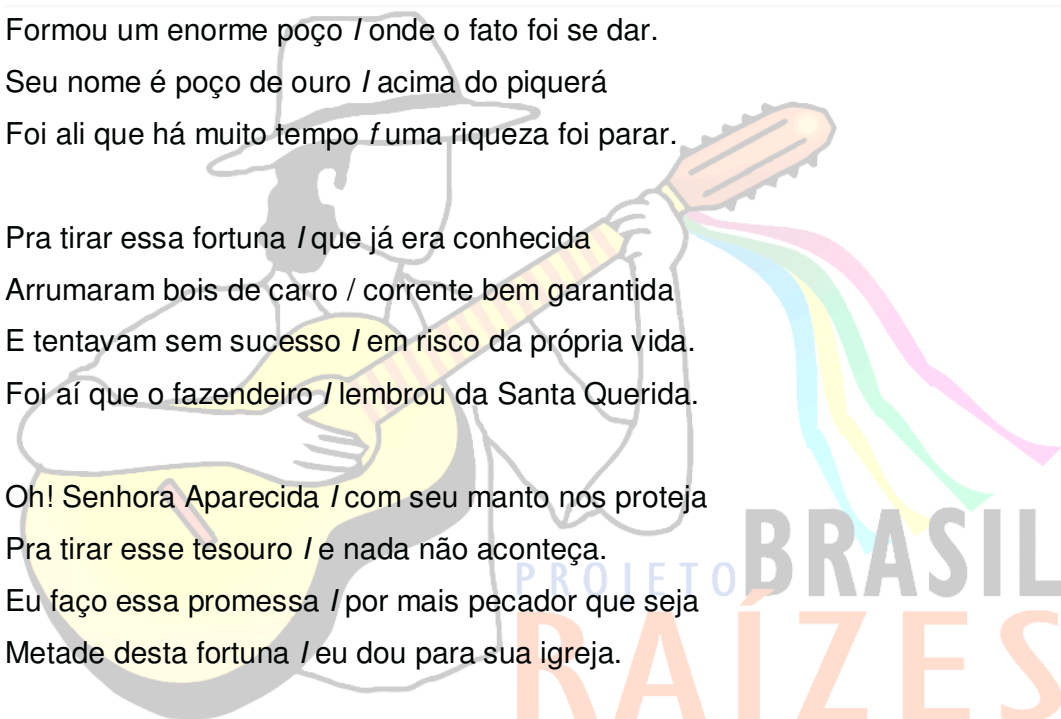 Formou um enorme poço / onde o fato foi se dar.
Seu nome é poço de ouro / acima do piquerá
Foi ali que há muito tempo f uma riqueza foi parar.
Pra tirar essa fortuna / que já era conhecida
Arrumaram bois de carro / corrente bem garantida
E tentavam sem sucesso / em risco da própria vida.
Foi aí que o fazendeiro / lembrou da Santa Querida.
Oh! Senhora Aparecida / com seu manto nos proteja
Pra tirar esse tesouro / e nada não aconteça.
Eu faço essa promessa / por mais pecador que seja
Metade desta fortuna / eu dou para sua igreja.
PROJETO BRASIL
RAÍZES